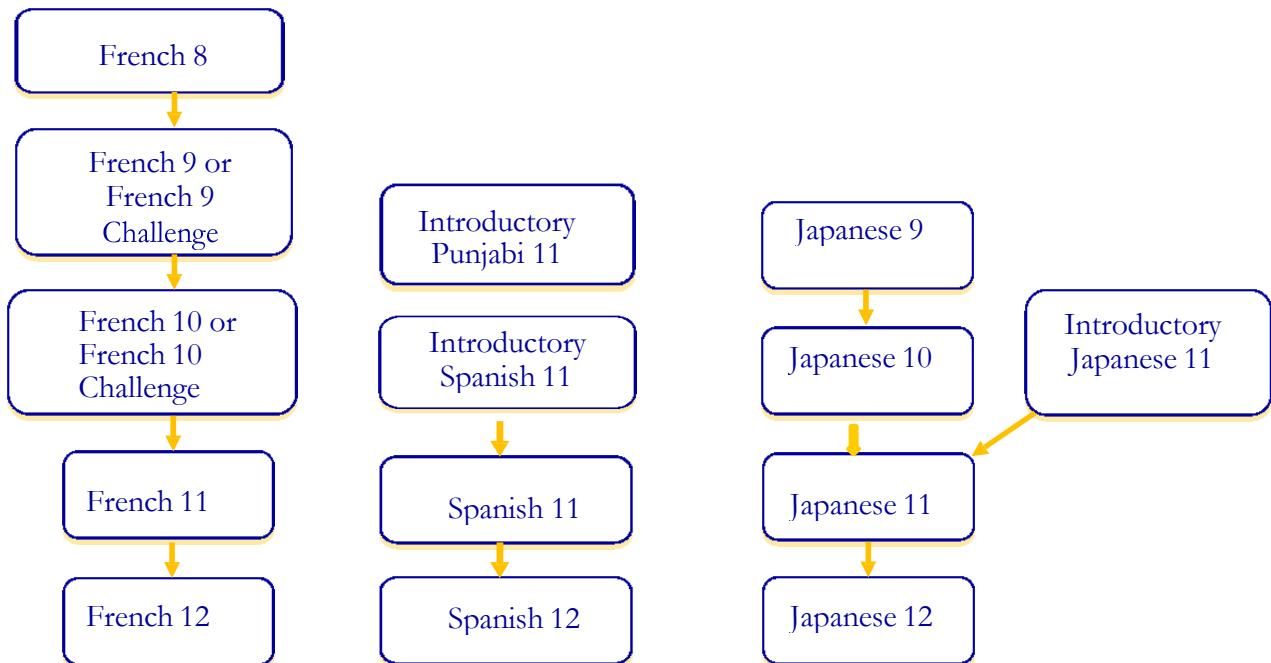 French 8
French 9 or
French 9
Challenge
French 10 or
French 10
Challenge
French 11
French 12
Introductory
Punjabi 11
Introductory
Spanish 11
Spanish 11
Spanish 12
Japanese 9
Japanese 10
Japanese 11
Japanese 12
Introductory
Japanese 11